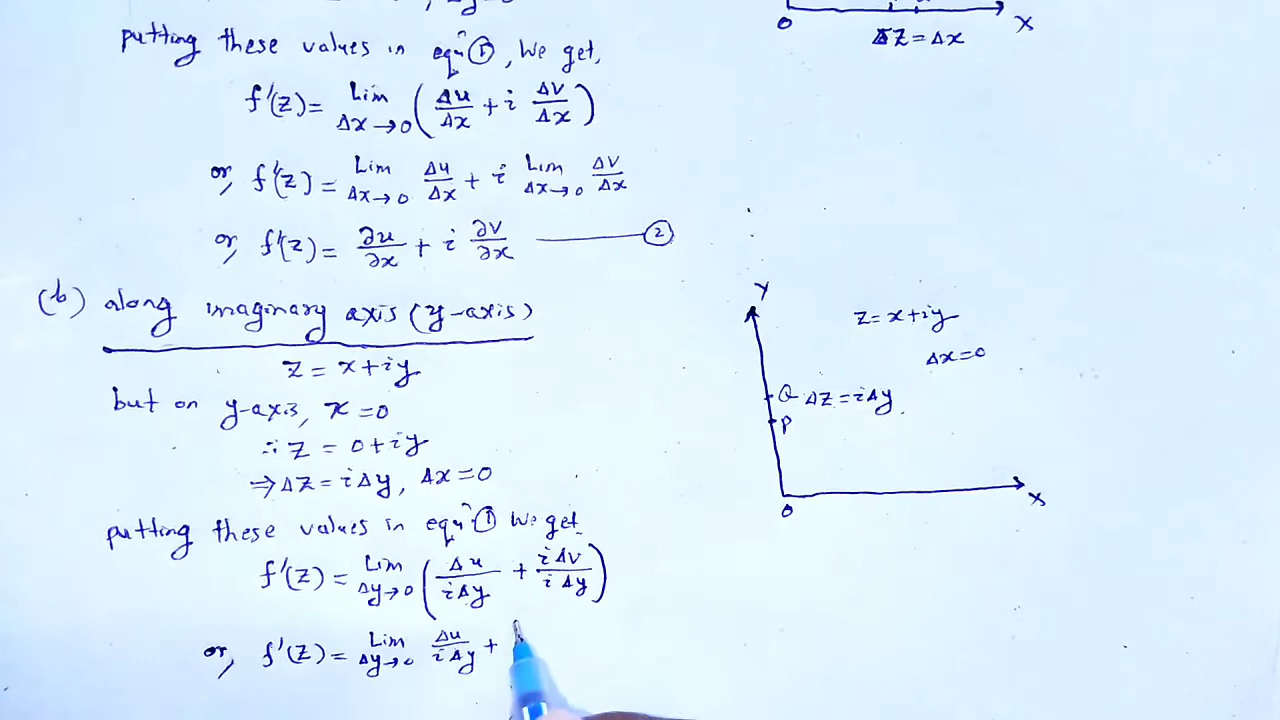 O
X
ΔZ = Δx
putting these values in eqⁿ ①, We get,
f'(Z) = Lim Δx→0 (Δu/Δx + i Δv/Δx)
or, f'(Z) = Lim Δx→0 Δu/Δx + i Lim Δx→0 Δv/Δx
or, f'(Z) = ∂u/∂x + i ∂v/∂x ——— ②
(b) along imaginary axis (y-axis)
Z = x+iy
but on y-axis, x=0
∴ Z = 0+iy
⇒ ΔZ = iΔy, Δx=0
putting these values in eqⁿ ① We get
f'(Z) = Lim Δy→0 (Δu/iΔy + iΔv/iΔy)
or, f'(Z) = Lim Δy→0 Δu/iΔy +
Y
Z = x+iy
Δx=0
Q ΔZ = iΔy
P
O
X